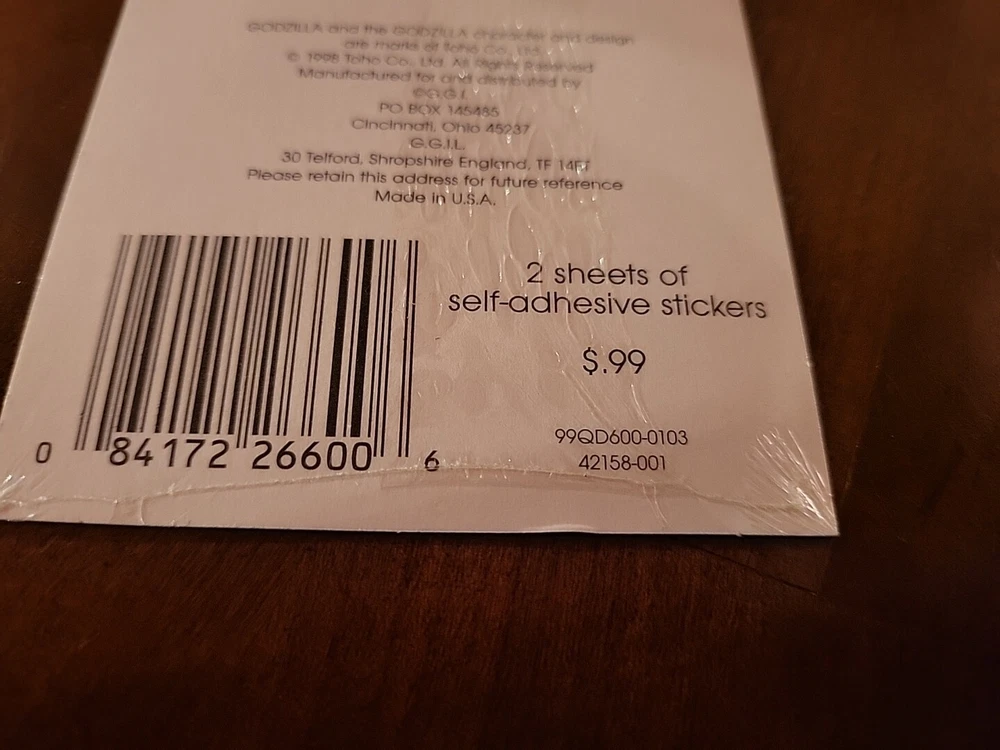 GODZILLA and the GODZILLA character and design
are marks of Toho Co., Ltd.
© 1998 Toho Co., Ltd. All Rights Reserved
Manufactured for and distributed by
©G.G.I.
PO BOX 145485
Cincinnati, Ohio 45237
G.G.I.L.
30 Telford, Shropshire England, TF
Please retain this address for future reference
Made in U.S.A.
2 sheets of
self-adhesive stickers
$.99
99QD600-0103
42158-001
0 84172 26600 6